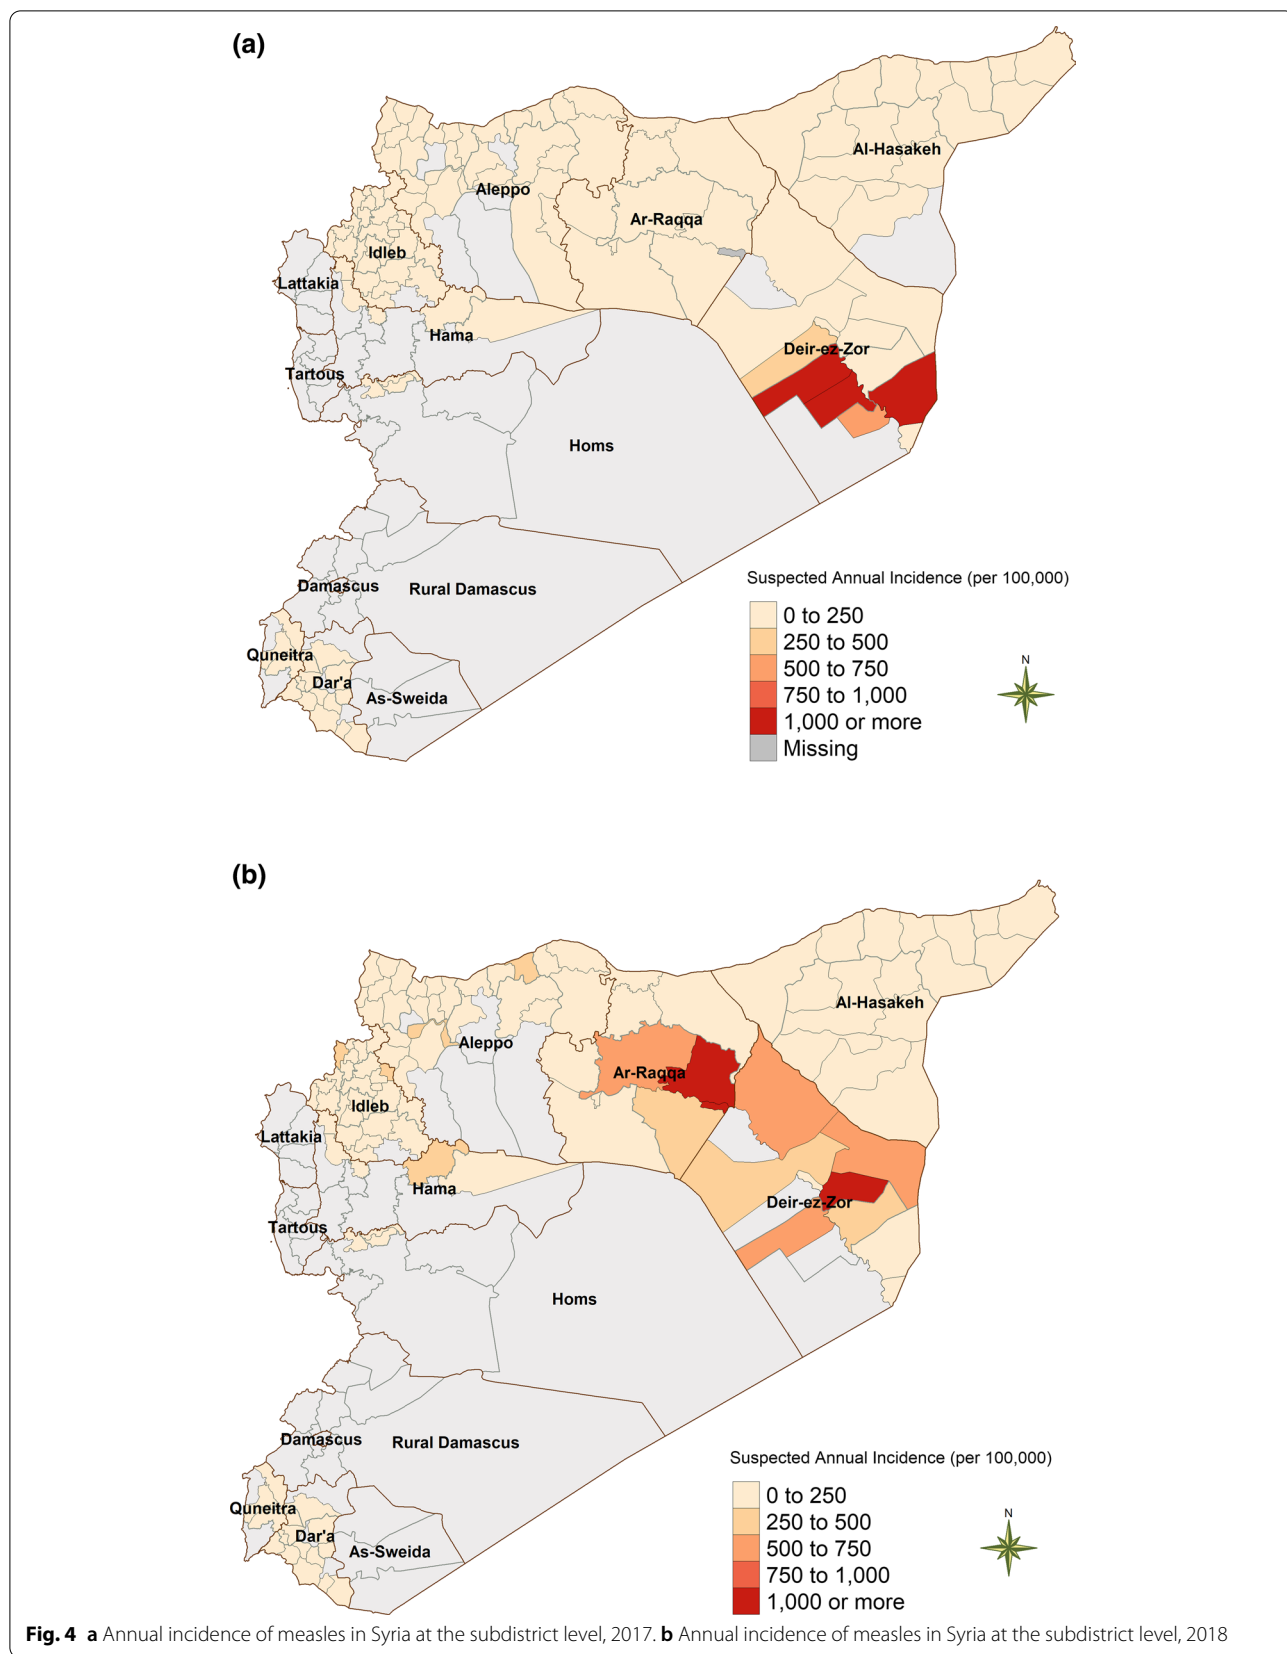 (a)
Al-Hasakeh
Aleppo
Ar-Raqqa
Idleb
Lattakia
Hama
Deir-ez-Zor
Tartous
Homs
Damascus
Rural Damascus
Quneitra
Dar'a
As-Sweida
Suspected Annual Incidence (per 100,000)
0 to 250
250 to 500
500 to 750
750 to 1,000
1,000 or more
Missing
N
(b)
Al-Hasakeh
Aleppo
Ar-Raqqa
Idleb
Lattakia
Hama
Deir-ez-Zor
Tartous
Homs
Damascus
Rural Damascus
Quneitra
Dar'a
As-Sweida
Suspected Annual Incidence (per 100,000)
0 to 250
250 to 500
500 to 750
750 to 1,000
1,000 or more
N
Fig. 4 a Annual incidence of measles in Syria at the subdistrict level, 2017. b Annual incidence of measles in Syria at the subdistrict level, 2018